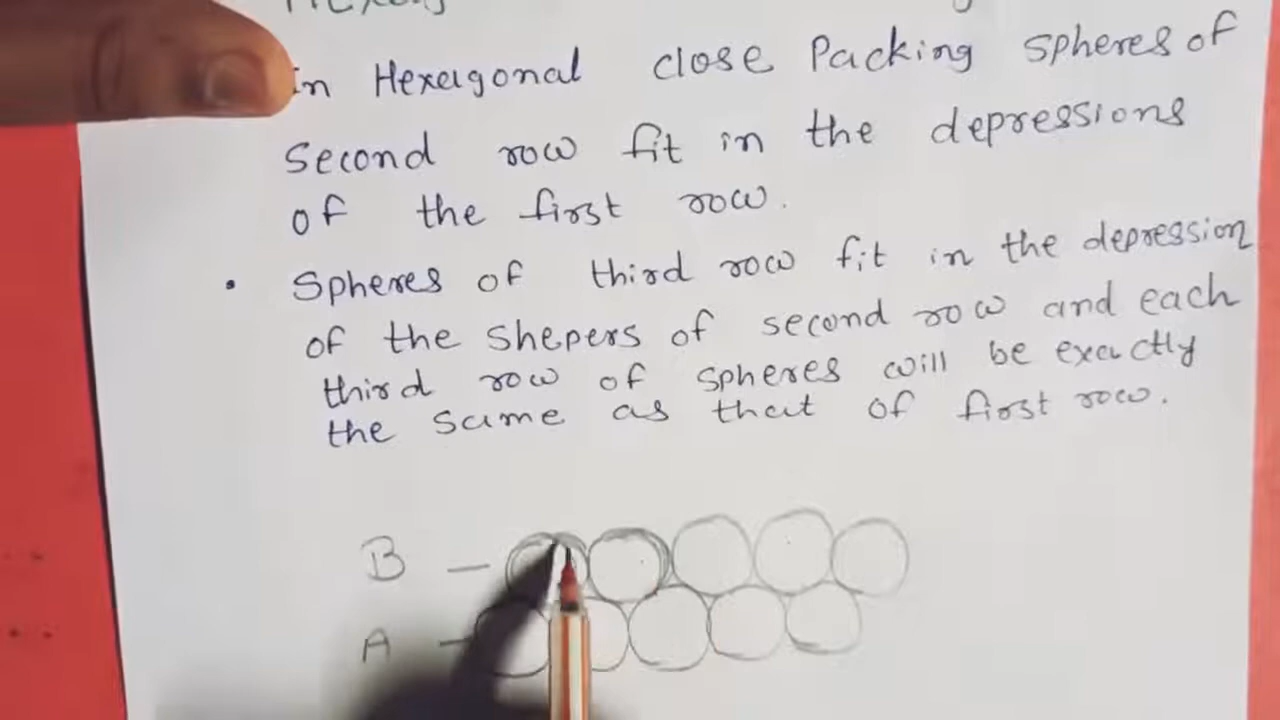 In Hexagonal close Packing spheres of
Second row fit in the depressions
of the first row.
• Spheres of third row fit in the depression
of the shepers of second row and each
third row of spheres will be exactly
the same as that of first row.
B —
A —